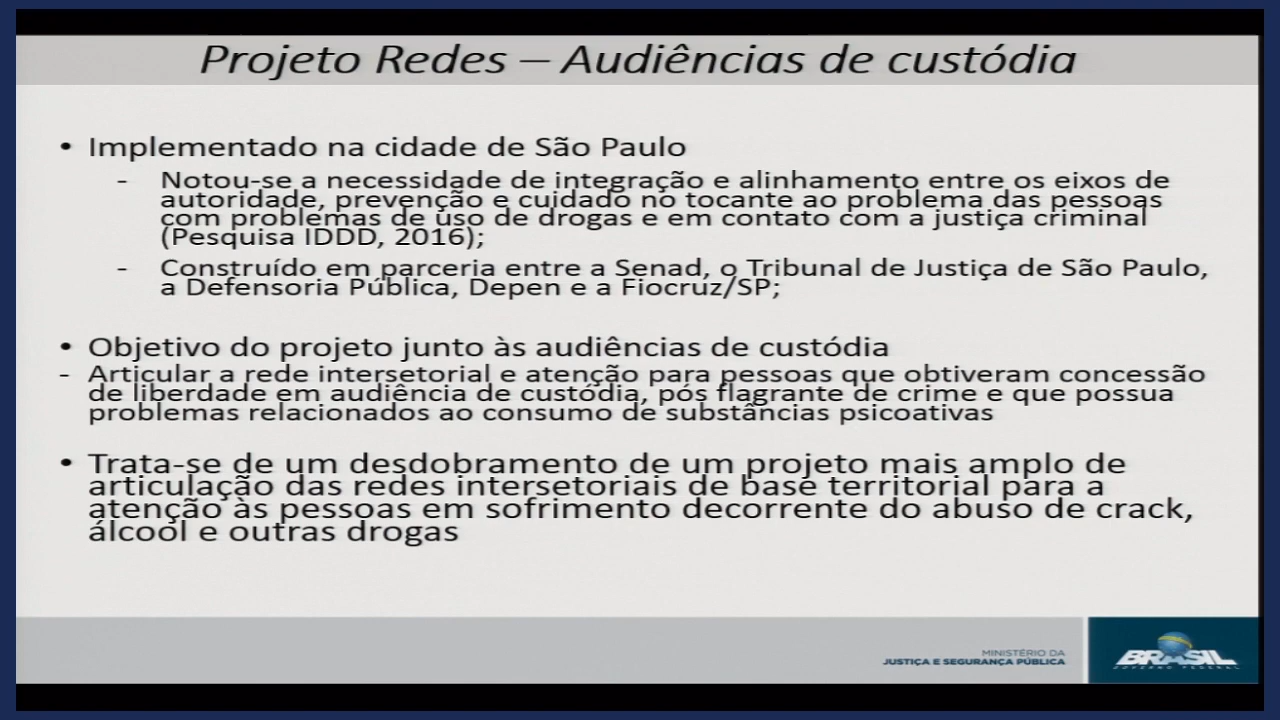 Projeto Redes – Audiências de custódia
• Implementado na cidade de São Paulo
- Notou-se a necessidade de integração e alinhamento entre os eixos de
autoridade, prevenção e cuidado no tocante ao problema das pessoas
com problemas de uso de drogas e em contato com a justiça criminal
(Pesquisa IDDD, 2016);
- Construído em parceria entre a Senad, o Tribunal de Justiça de São Paulo,
a Defensoria Pública, Depen e a Fiocruz/SP;
• Objetivo do projeto junto às audiências de custódia
- Articular a rede intersetorial e atenção para pessoas que obtiveram concessão
de liberdade em audiência de custódia, pós flagrante de crime e que possua
problemas relacionados ao consumo de substâncias psicoativas
• Trata-se de um desdobramento de um projeto mais amplo de
articulação das redes intersetoriais de base territorial para a
atenção às pessoas em sofrimento decorrente do abuso de crack,
álcool e outras drogas
MINISTÉRIO DA
JUSTIÇA E SEGURANÇA PÚBLICA
BRASIL
GOVERNO FEDERAL